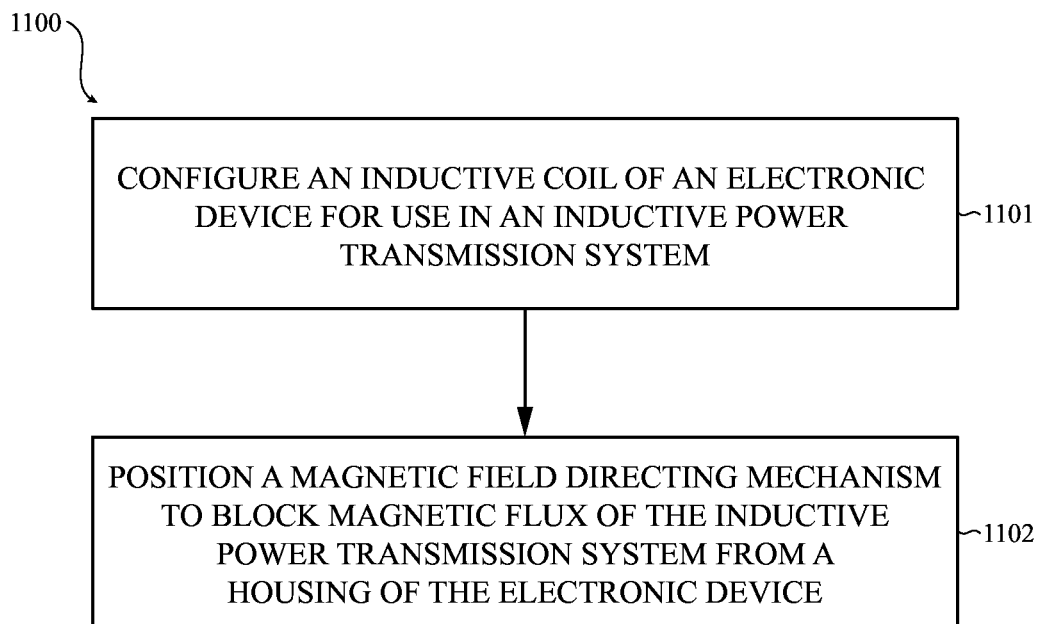 1100
CONFIGURE AN INDUCTIVE COIL OF AN ELECTRONIC
DEVICE FOR USE IN AN INDUCTIVE POWER
TRANSMISSION SYSTEM
1101
POSITION A MAGNETIC FIELD DIRECTING MECHANISM
TO BLOCK MAGNETIC FLUX OF THE INDUCTIVE
POWER TRANSMISSION SYSTEM FROM A
HOUSING OF THE ELECTRONIC DEVICE
1102